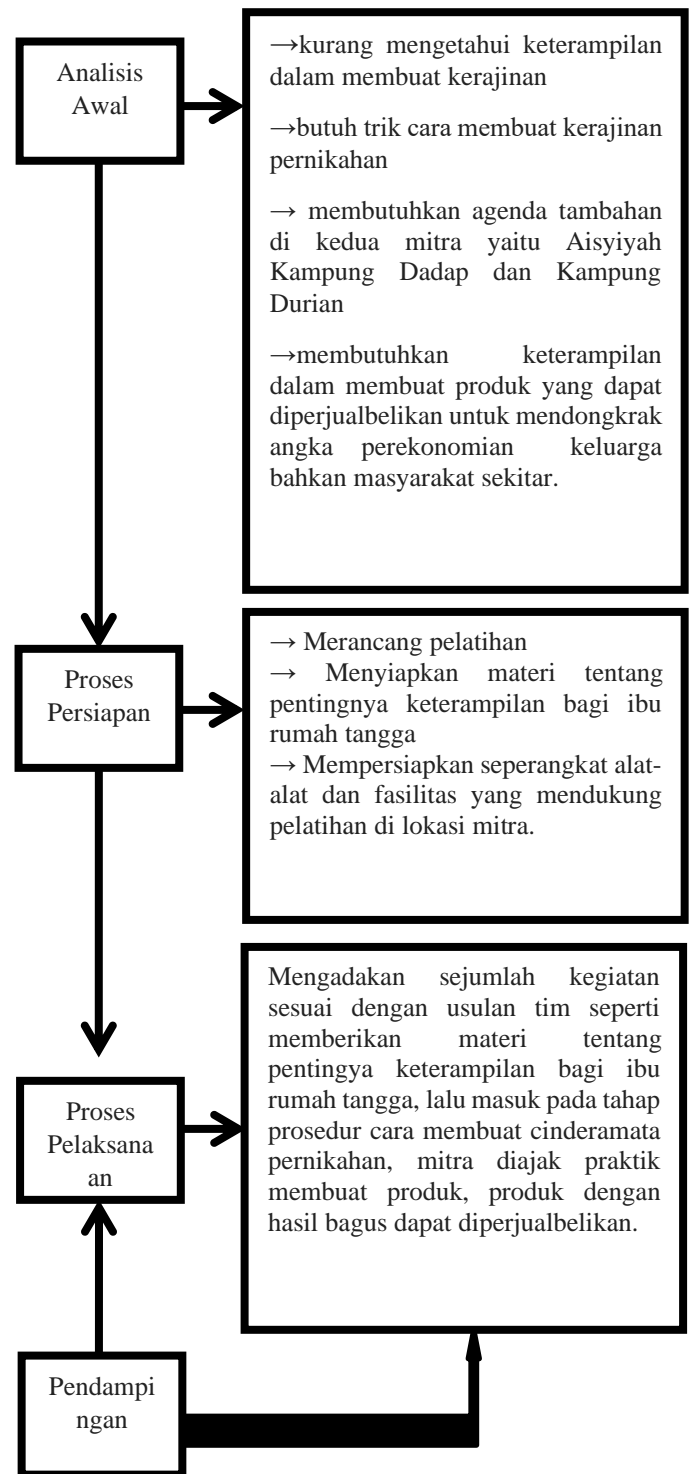 Analisis
Awal
→kurang mengetahui keterampilan
dalam membuat kerajinan
→butuh trik cara membuat kerajinan
pernikahan
→ membutuhkan agenda tambahan
di kedua mitra yaitu Aisyiyah
Kampung Dadap dan Kampung
Durian
→membutuhkan keterampilan
dalam membuat produk yang dapat
diperjualbelikan untuk mendongkrak
angka perekonomian keluarga
bahkan masyarakat sekitar.
Proses
Persiapan
→ Merancang pelatihan
→ Menyiapkan materi tentang
pentingnya keterampilan bagi ibu
rumah tangga
→ Mempersiapkan seperangkat alat-
alat dan fasilitas yang mendukung
pelatihan di lokasi mitra.
Proses
Pelaksana
an
Mengadakan sejumlah kegiatan
sesuai dengan usulan tim seperti
memberikan materi tentang
pentingya keterampilan bagi ibu
rumah tangga, lalu masuk pada tahap
prosedur cara membuat cinderamata
pernikahan, mitra diajak praktik
membuat produk, produk dengan
hasil bagus dapat diperjualbelikan.
Pendampi
ngan